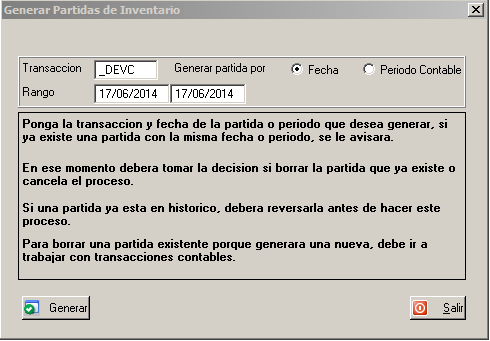 Generar Partidas de Inventario
Transaccion _DEVC Generar partida por Fecha Periodo Contable
Rango 17/06/2014 17/06/2014
Ponga la transaccion y fecha de la partida o periodo que desea generar, si
ya existe una partida con la misma fecha o periodo, se le avisara.
En ese momento debera tomar la decision si borrar la partida que ya existe o
cancela el proceso.
Si una partida ya esta en historico, debera reversarla antes de hacer este
proceso.
Para borrar una partida existente porque generara una nueva, debe ir a
trabajar con transacciones contables.
Generar Salir